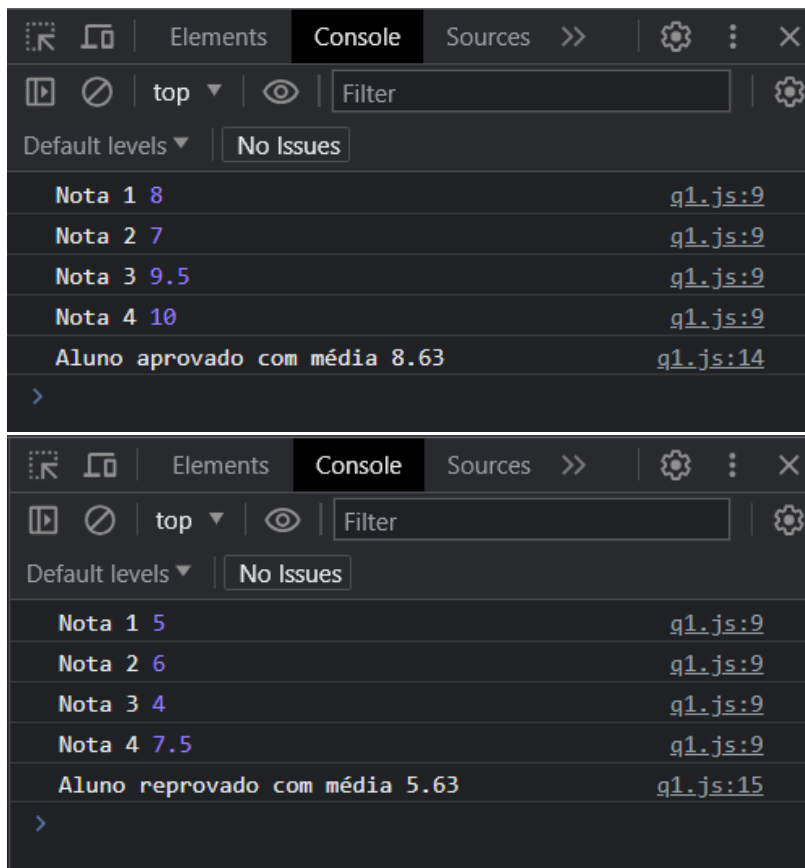 Elements Console Sources
top Filter
Default levels No Issues
Nota 1 8 q1.js:9
Nota 2 7 q1.js:9
Nota 3 9.5 q1.js:9
Nota 4 10 q1.js:9
Aluno aprovado com média 8.63 q1.js:14
Elements Console Sources
top Filter
Default levels No Issues
Nota 1 5 q1.js:9
Nota 2 6 q1.js:9
Nota 3 4 q1.js:9
Nota 4 7.5 q1.js:9
Aluno reprovado com média 5.63 q1.js:15